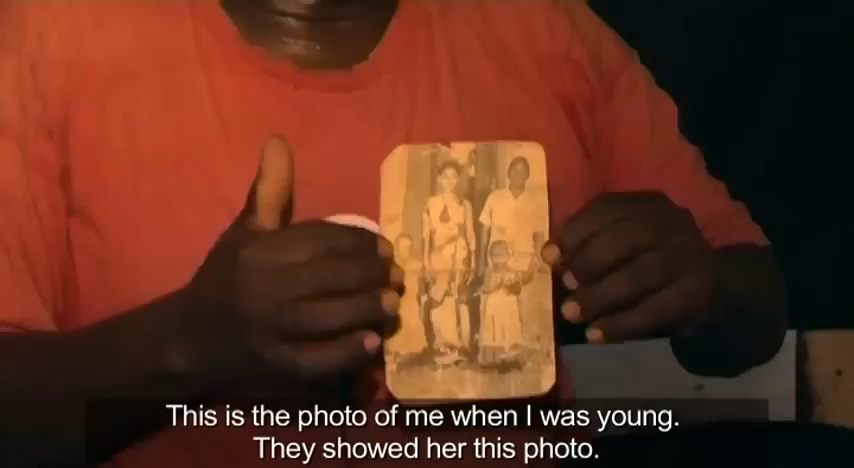 This is the photo of me when I was young.
They showed her this photo.